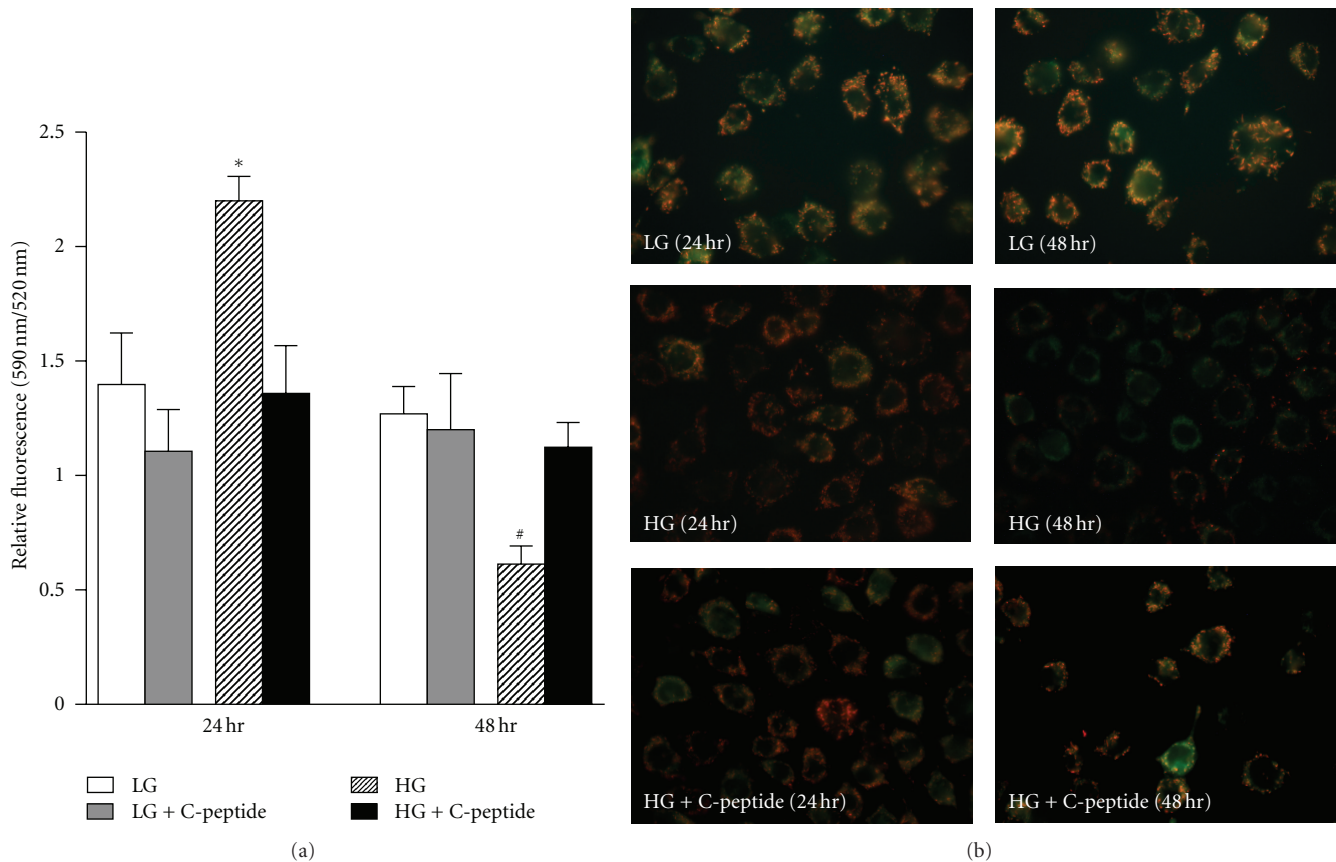 2.5
2
1.5
1
0.5
0
Relative fluorescence (590 nm/520 nm)
*
#
24 hr
48 hr
LG
LG + C-peptide
HG
HG + C-peptide
(a)
LG (24 hr)
LG (48 hr)
HG (24 hr)
HG (48 hr)
HG + C-peptide (24 hr)
HG + C-peptide (48 hr)
(b)